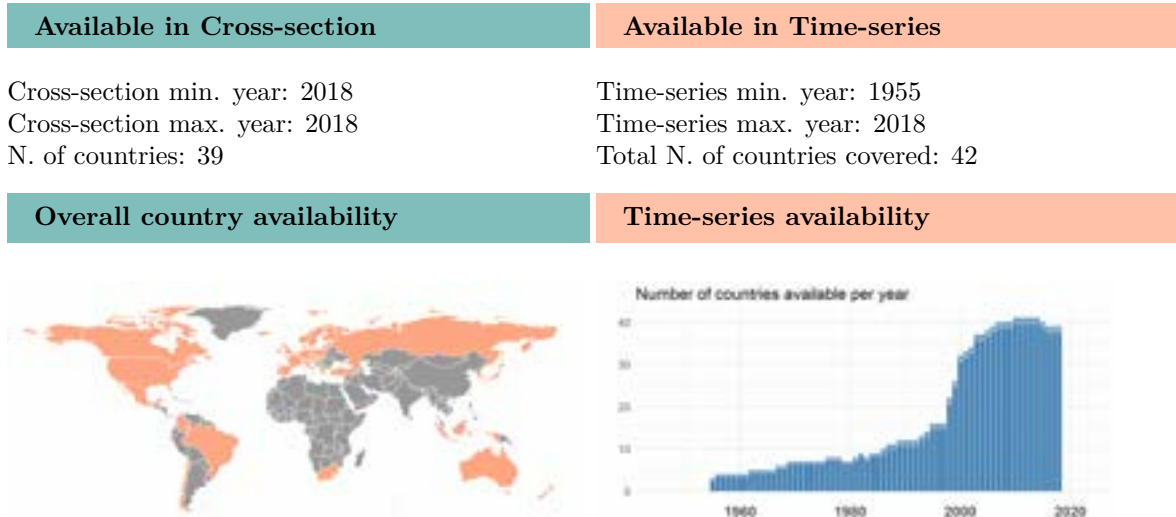 Available in Cross-section
Available in Time-series
Cross-section min. year: 2018
Cross-section max. year: 2018
N. of countries: 39
Time-series min. year: 1955
Time-series max. year: 2018
Total N. of countries covered: 42
Overall country availability
Time-series availability
Number of countries available per year
40
30
20
10
0
1960
1980
2000
2020